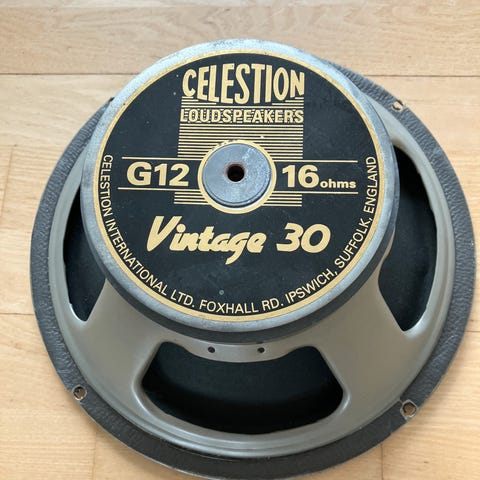 CELESTION
LOUDSPEAKERS
G12 16ohms
Vintage 30
CELESTION INTERNATIONAL LTD. FOXHALL RD. IPSWICH, SUFFOLK, ENGLAND